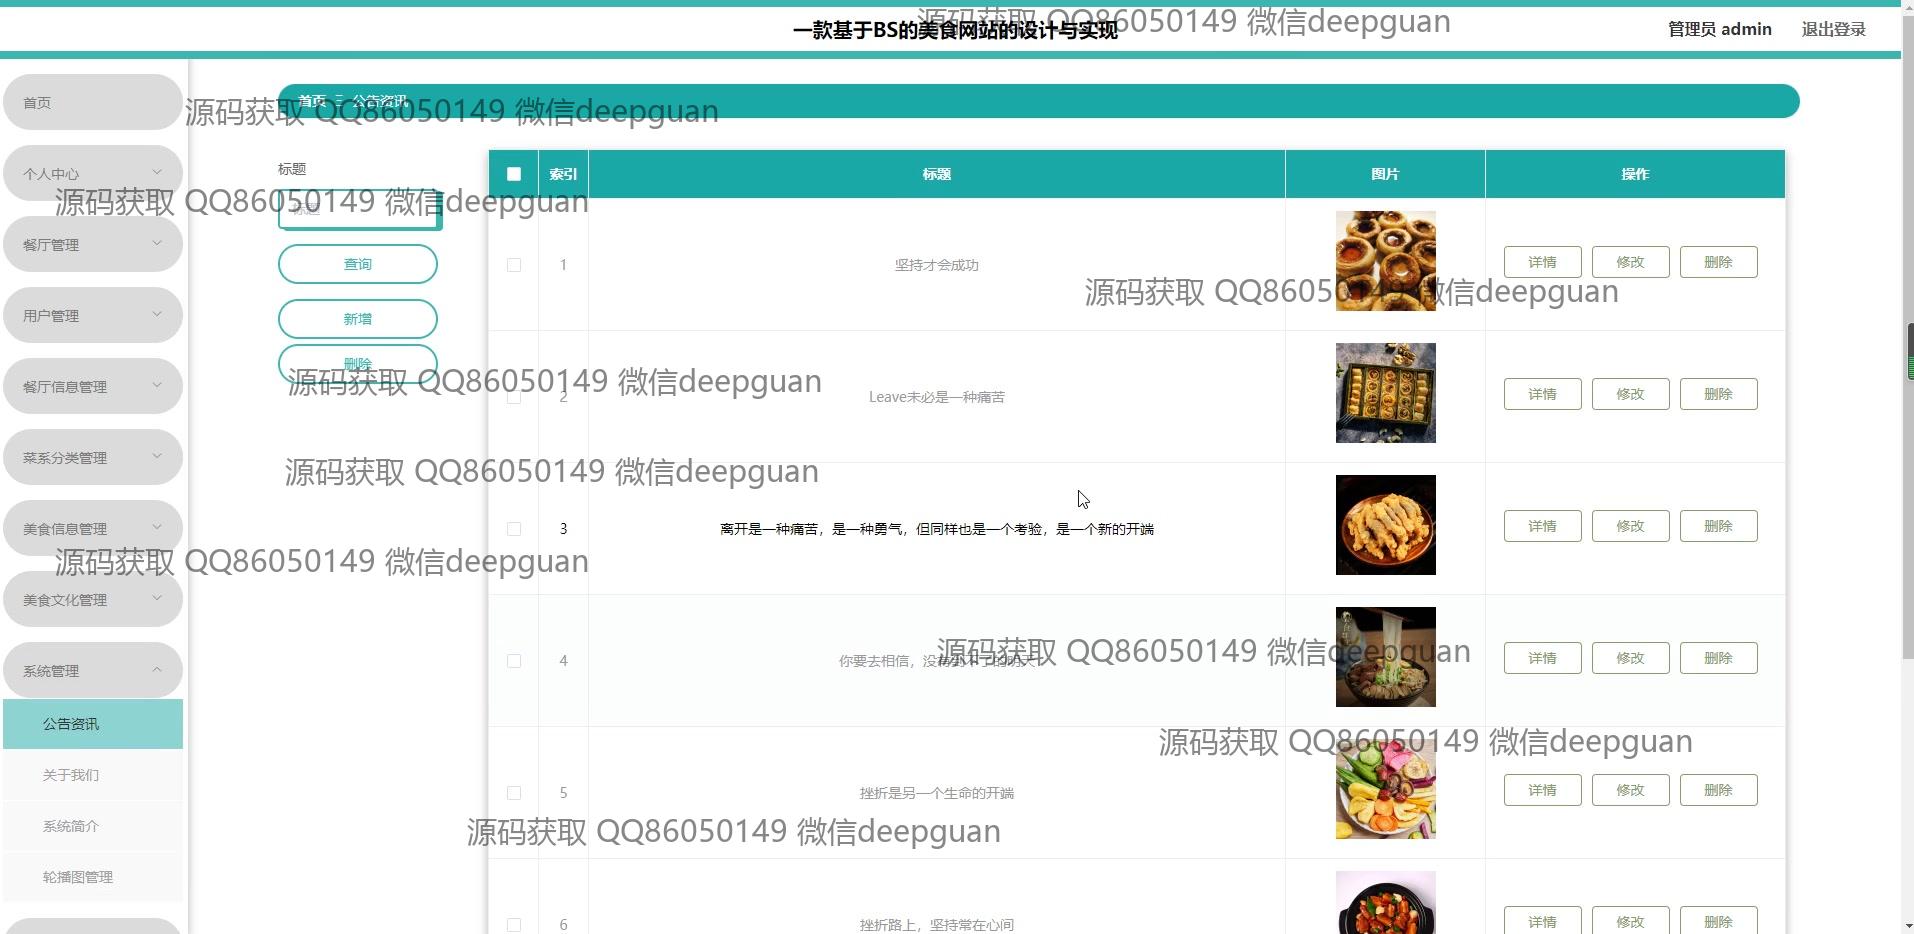 一款基于BS的美食网站的设计与实现
源码获取 QQ86050149 微信deepguan
管理员 admin
退出登录
首页
首页 公告资讯
源码获取 QQ86050149 微信deepguan
个人中心
标题
索引
标题
图片
操作
源码获取 QQ86050149 微信deepguan
标题
餐厅管理
查询
1
坚持才会成功
详情
修改
删除
源码获取 QQ86050149 微信deepguan
用户管理
新增
删除
餐厅信息管理
源码获取 QQ86050149 微信deepguan
2
Leave未必是一种痛苦
详情
修改
删除
菜系分类管理
源码获取 QQ86050149 微信deepguan
美食信息管理
3
离开是一种痛苦，是一种勇气，但同样也是一个考验，是一个新的开端
详情
修改
删除
源码获取 QQ86050149 微信deepguan
美食文化管理
4
你要去相信，没有到不了的明天
详情
修改
删除
源码获取 QQ86050149 微信deepguan
系统管理
公告资讯
源码获取 QQ86050149 微信deepguan
关于我们
5
挫折是另一个生命的开端
详情
修改
删除
系统简介
源码获取 QQ86050149 微信deepguan
轮播图管理
6
挫折路上，坚持常在心间
详情
修改
删除